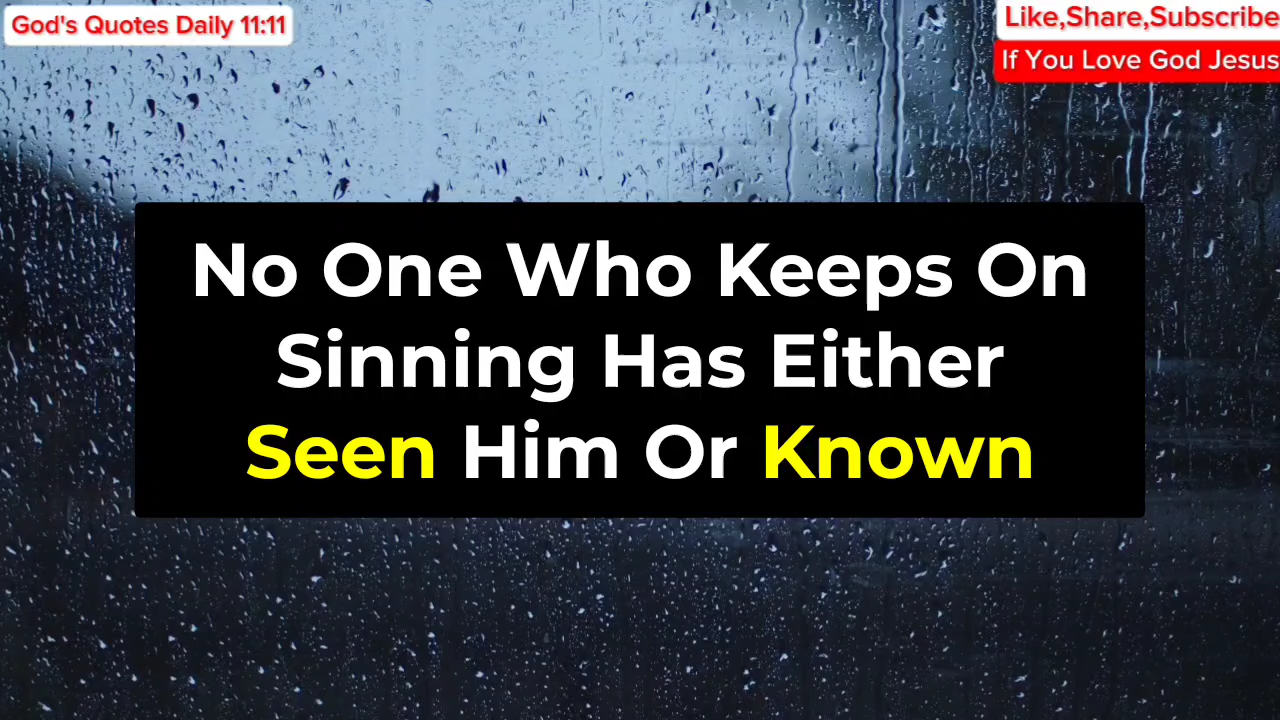 God's Quotes Daily 11:11
Like,Share,Subscribe
If You Love God Jesus
No One Who Keeps On
Sinning Has Either
Seen Him Or Known